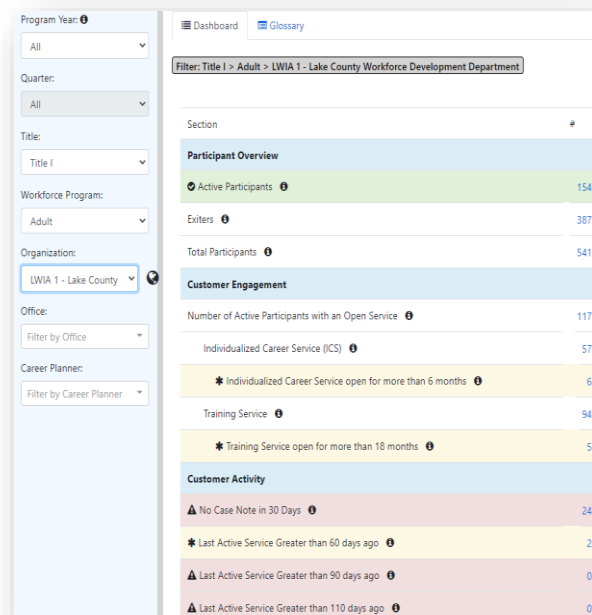 Program Year:
All
Quarter:
All
Title:
Title I
Workforce Program:
Adult
Organization:
LWIA 1 - Lake County
Office:
Filter by Office
Career Planner:
Filter by Career Planner
Dashboard Glossary
Filter: Title I > Adult > LWIA 1 - Lake County Workforce Development Department
Section #
Participant Overview
Active Participants 154
Exiters 387
Total Participants 541
Customer Engagement
Number of Active Participants with an Open Service 117
Individualized Career Service (ICS) 57
Individualized Career Service open for more than 6 months 6
Training Service 94
Training Service open for more than 18 months 5
Customer Activity
No Case Note in 30 Days 24
Last Active Service Greater than 60 days ago 2
Last Active Service Greater than 90 days ago 0
Last Active Service Greater than 110 days ago 0